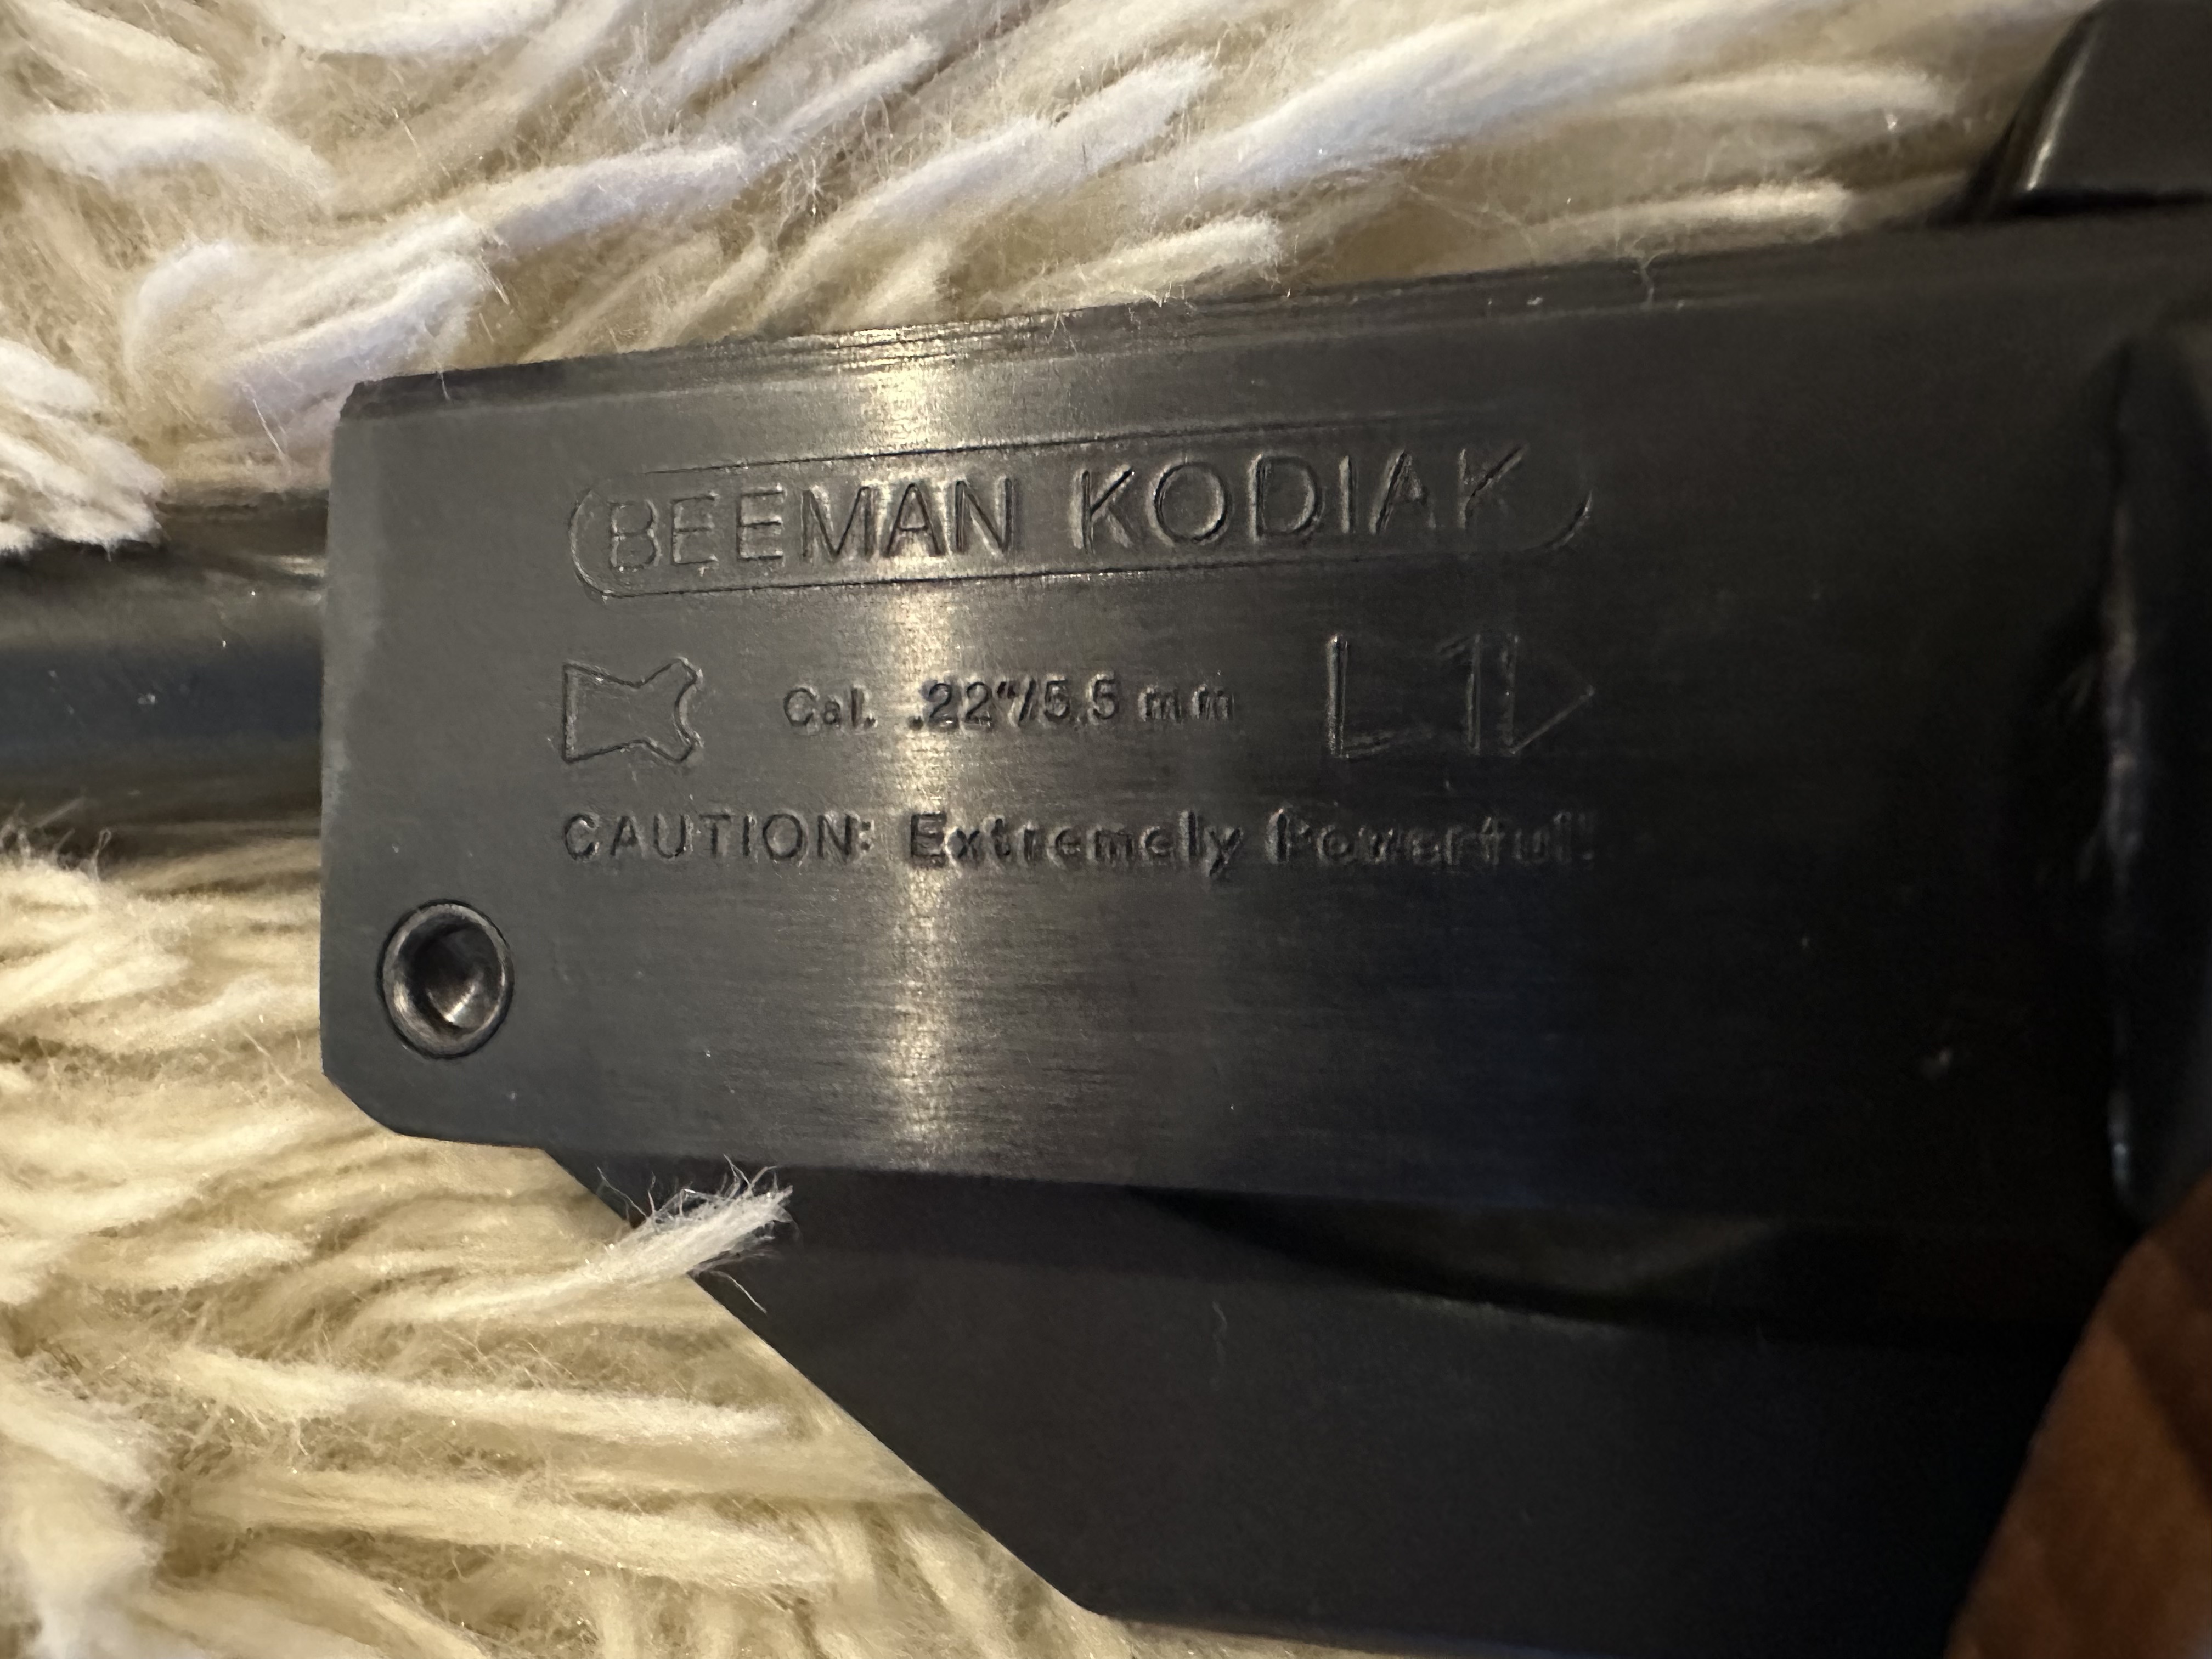 BEEMAN KODIAK
Cal. .22"/5.5 mm
CAUTION: Extremely Powerful!